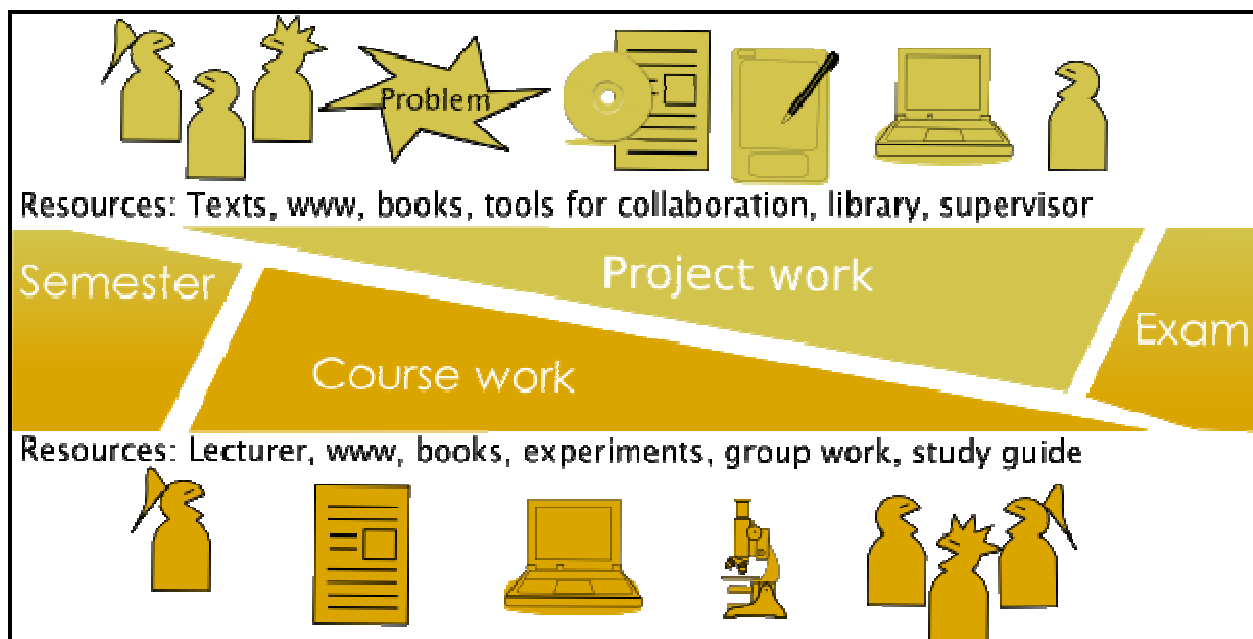 Problem
Resources: Texts, www, books, tools for collaboration, library, supervisor
Semester
Project work
Exam
Course work
Resources: Lecturer, www, books, experiments, group work, study guide